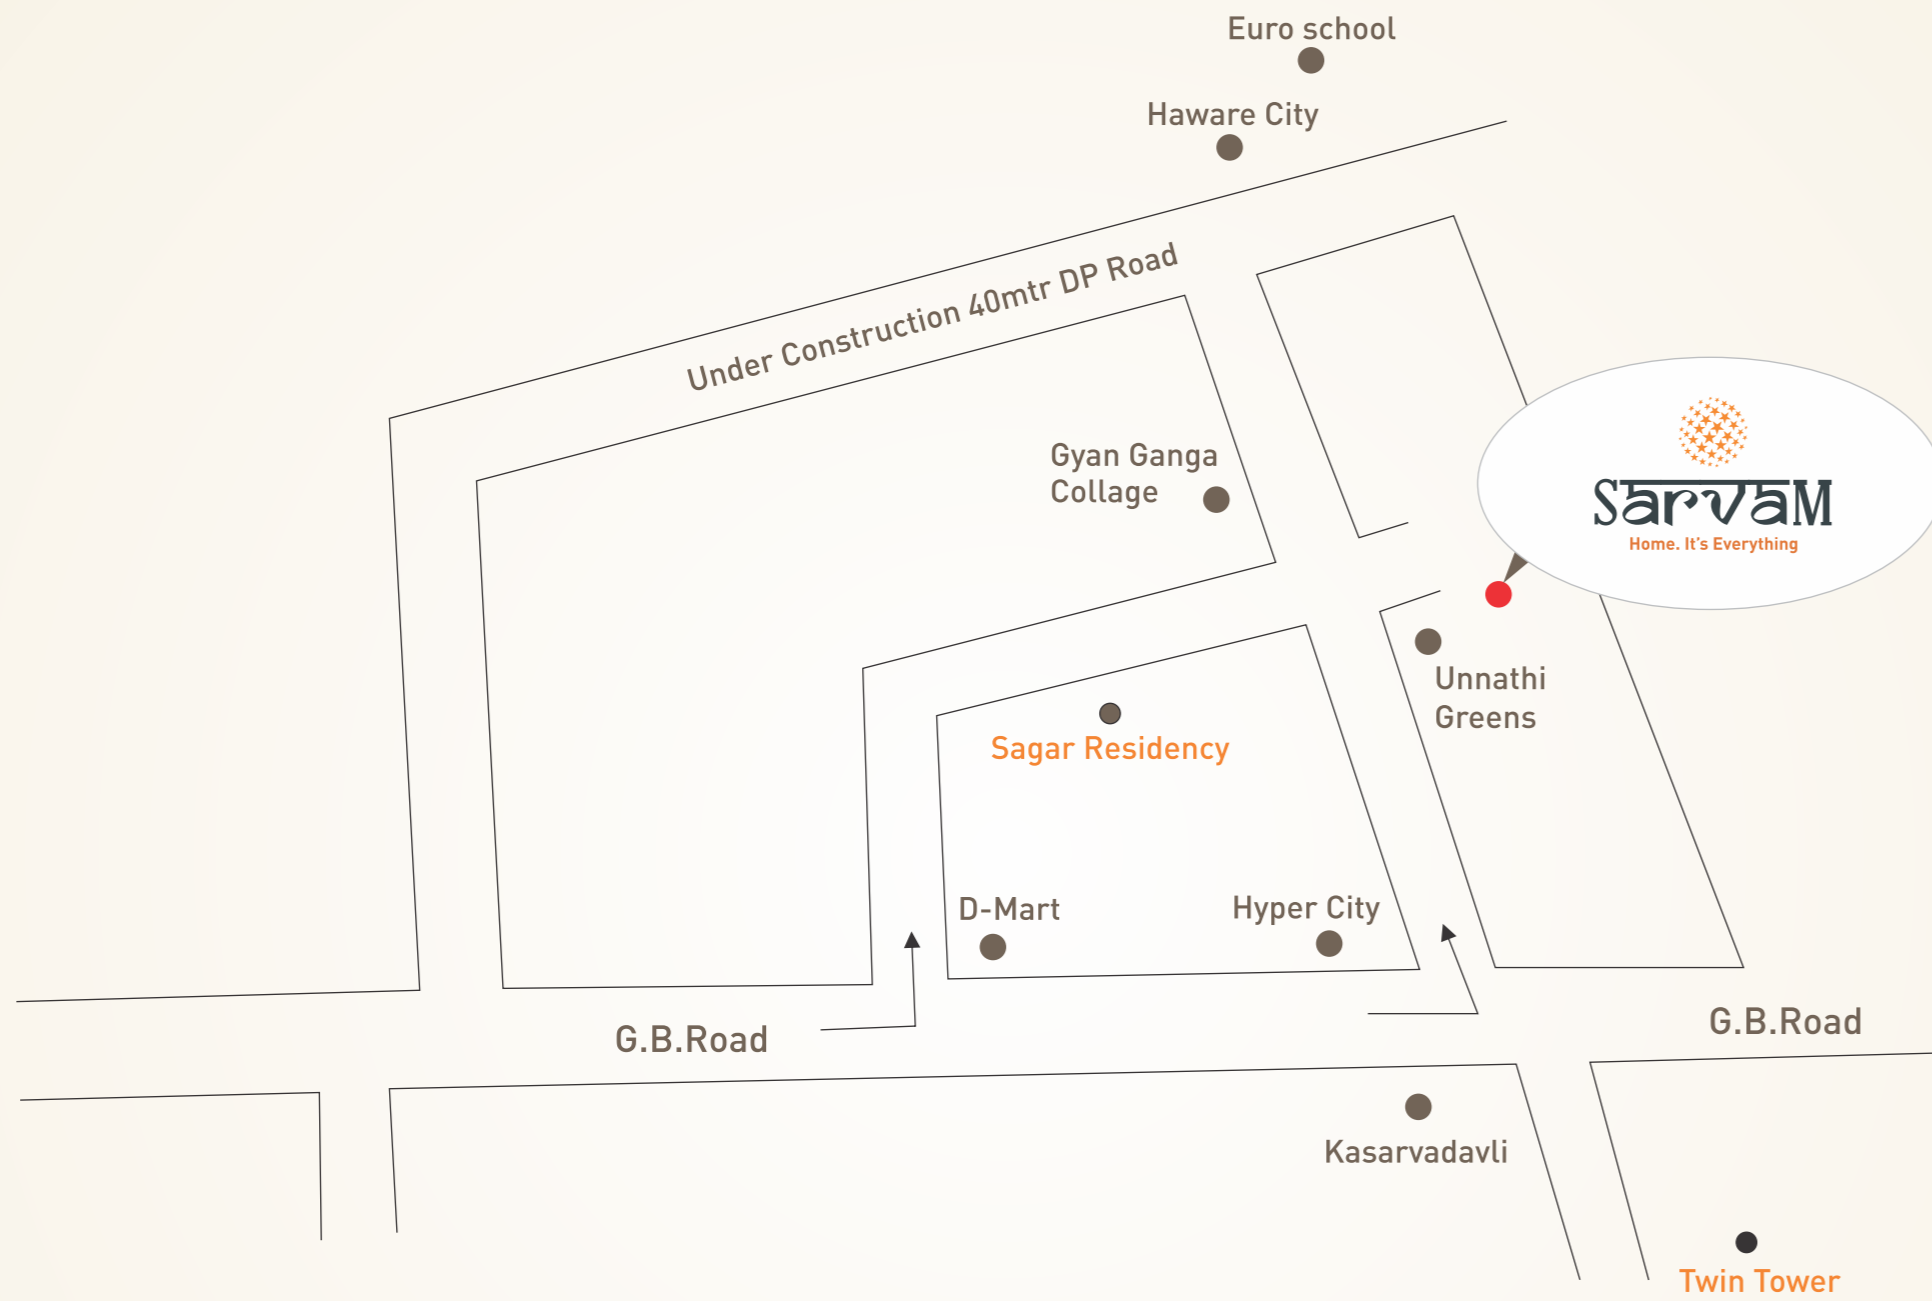 Euro school
Haware City
Under Construction 40mtr DP Road
Gyan Ganga
Collage
SarvaM
Home. It's Everything
Unnathi
Greens
Sagar Residency
D-Mart
Hyper City
G.B.Road
G.B.Road
Kasarvadavli
Twin Tower